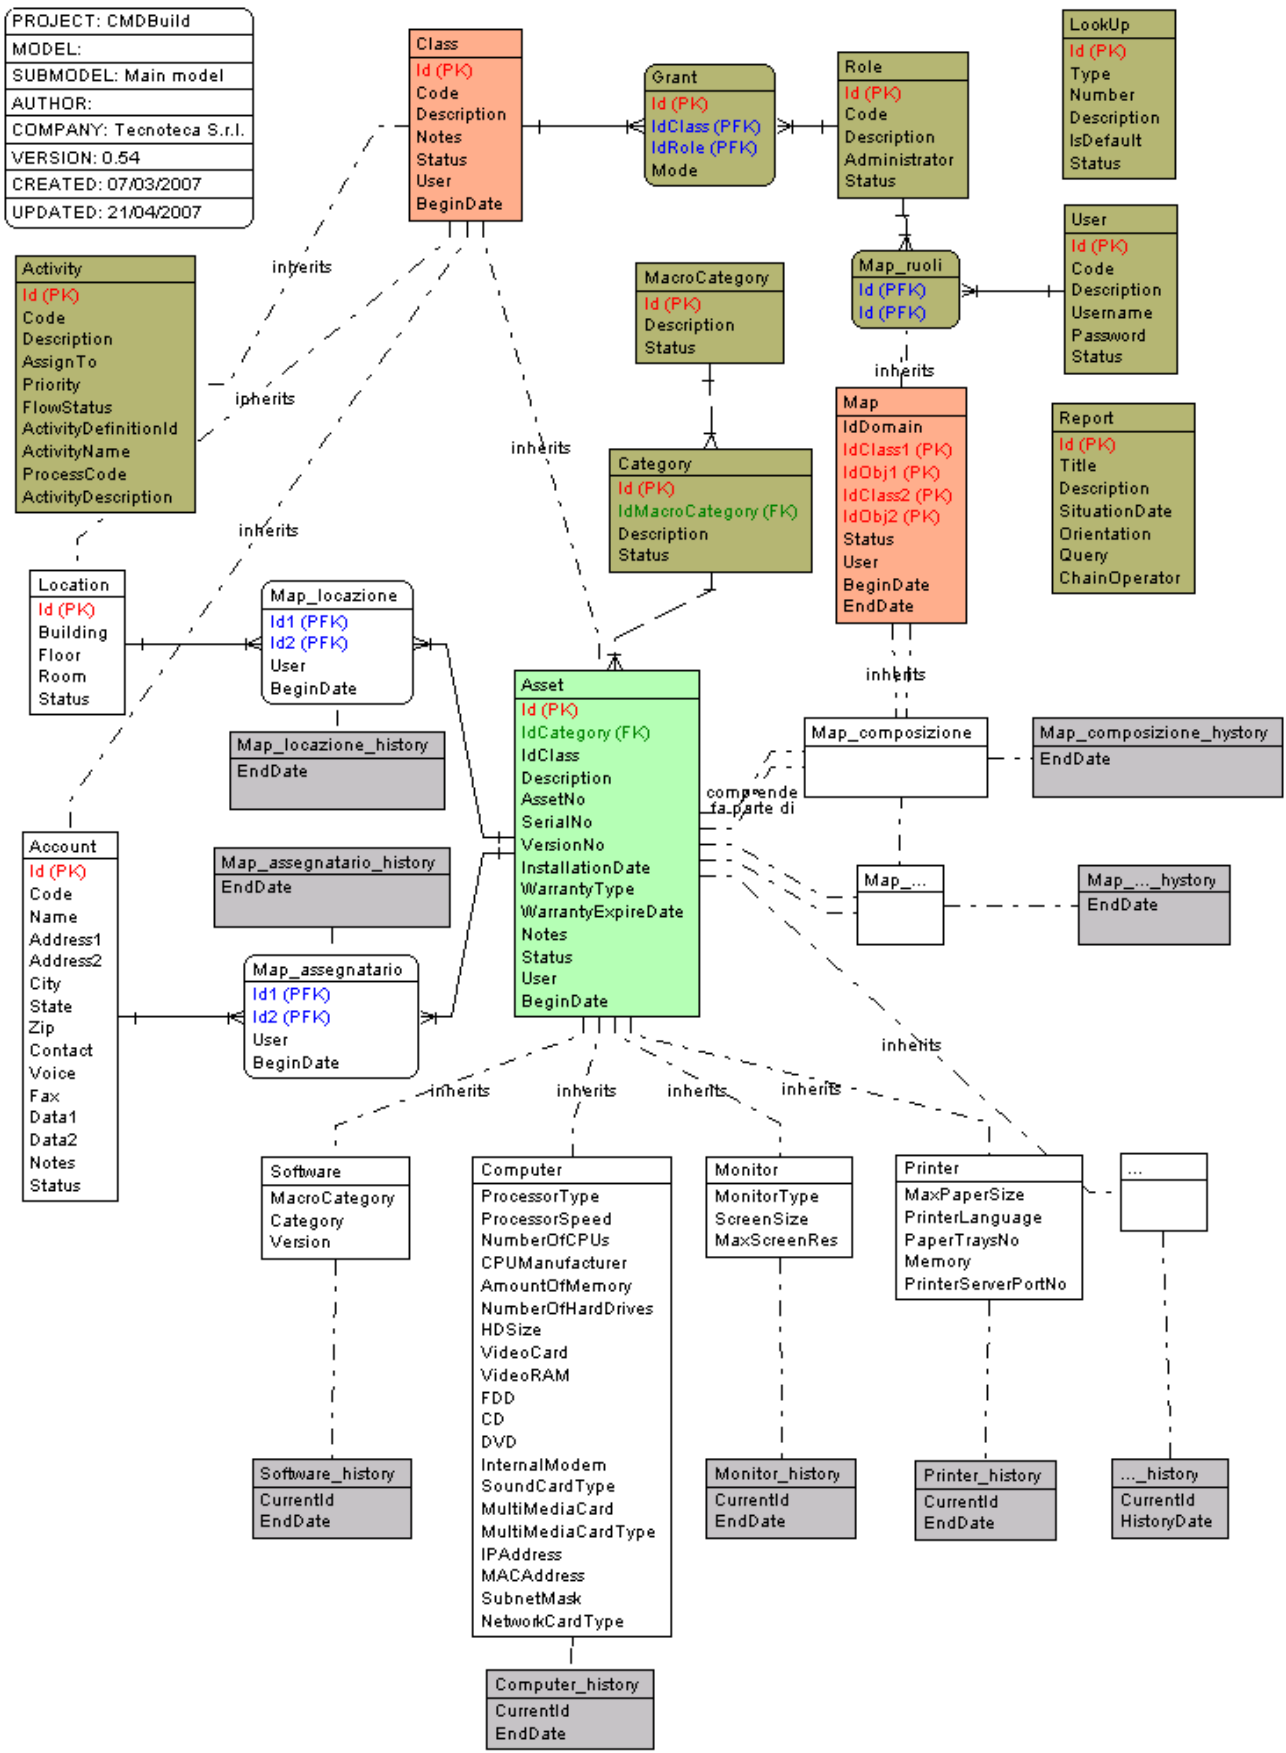 PROJECT: CMDBuild
MODEL:
SUBMODEL: Main model
AUTHOR:
COMPANY: Tecnoteca S.r.l.
VERSION: 0.54
CREATED: 07/03/2007
UPDATED: 21/04/2007
Class
Id (PK)
Code
Description
Notes
Status
User
BeginDate
Grant
Id (PK)
IdClass (PFK)
IdRole (PFK)
Mode
Role
Id (PK)
Code
Description
Administrator
Status
LookUp
Id (PK)
Type
Number
Description
IsDefault
Status
User
Id (PK)
Code
Description
Username
Password
Status
Map_ruoli
Id (PFK)
Id (PFK)
inherits
Activity
Id (PK)
Code
Description
AssignTo
Priority
FlowStatus
ActivityDefinitionId
ActivityName
ProcessCode
ActivityDescription
inherits
inherits
inherits
inherits
MacroCategory
Id (PK)
Description
Status
Category
Id (PK)
IdMacroCategory (FK)
Description
Status
Map
IdDomain
IdClass1 (PK)
IdObj1 (PK)
IdClass2 (PK)
IdObj2 (PK)
Status
User
BeginDate
EndDate
inherits
Report
Id (PK)
Title
Description
SituationDate
Orientation
Query
ChainOperator
Location
Id (PK)
Building
Floor
Room
Status
Map_locazione
Id1 (PFK)
Id2 (PFK)
User
BeginDate
Map_locazione_history
EndDate
Asset
Id (PK)
IdCategory (FK)
IdClass
Description
AssetNo
SerialNo
VersionNo
InstallationDate
WarrantyType
WarrantyExpireDate
Notes
Status
User
BeginDate
Map_composizione
Map_composizione_hystory
EndDate
comprende
fa parte di
Map_...
Map_..._hystory
EndDate
Account
Id (PK)
Code
Name
Address1
Address2
City
State
Zip
Contact
Voice
Fax
Data1
Data2
Notes
Status
Map_assegnatario_history
EndDate
Map_assegnatario
Id1 (PFK)
Id2 (PFK)
User
BeginDate
inherits
inherits
inherits
inherits
inherits
Software
MacroCategory
Category
Version
Computer
ProcessorType
ProcessorSpeed
NumberOfCPUs
CPUManufacturer
AmountOfMemory
NumberOfHardDrives
HDSize
VideoCard
VideoRAM
FDD
CD
DVD
InternalModem
SoundCardType
MultiMediaCard
MultiMediaCardType
IPAddress
MACAddress
SubnetMask
NetworkCardType
Monitor
MonitorType
ScreenSize
MaxScreenRes
Printer
MaxPaperSize
PrinterLanguage
PaperTraysNo
Memory
PrinterServerPortNo
...
Software_history
CurrentId
EndDate
Monitor_history
CurrentId
EndDate
Printer_history
CurrentId
EndDate
..._history
CurrentId
HistoryDate
Computer_history
CurrentId
EndDate